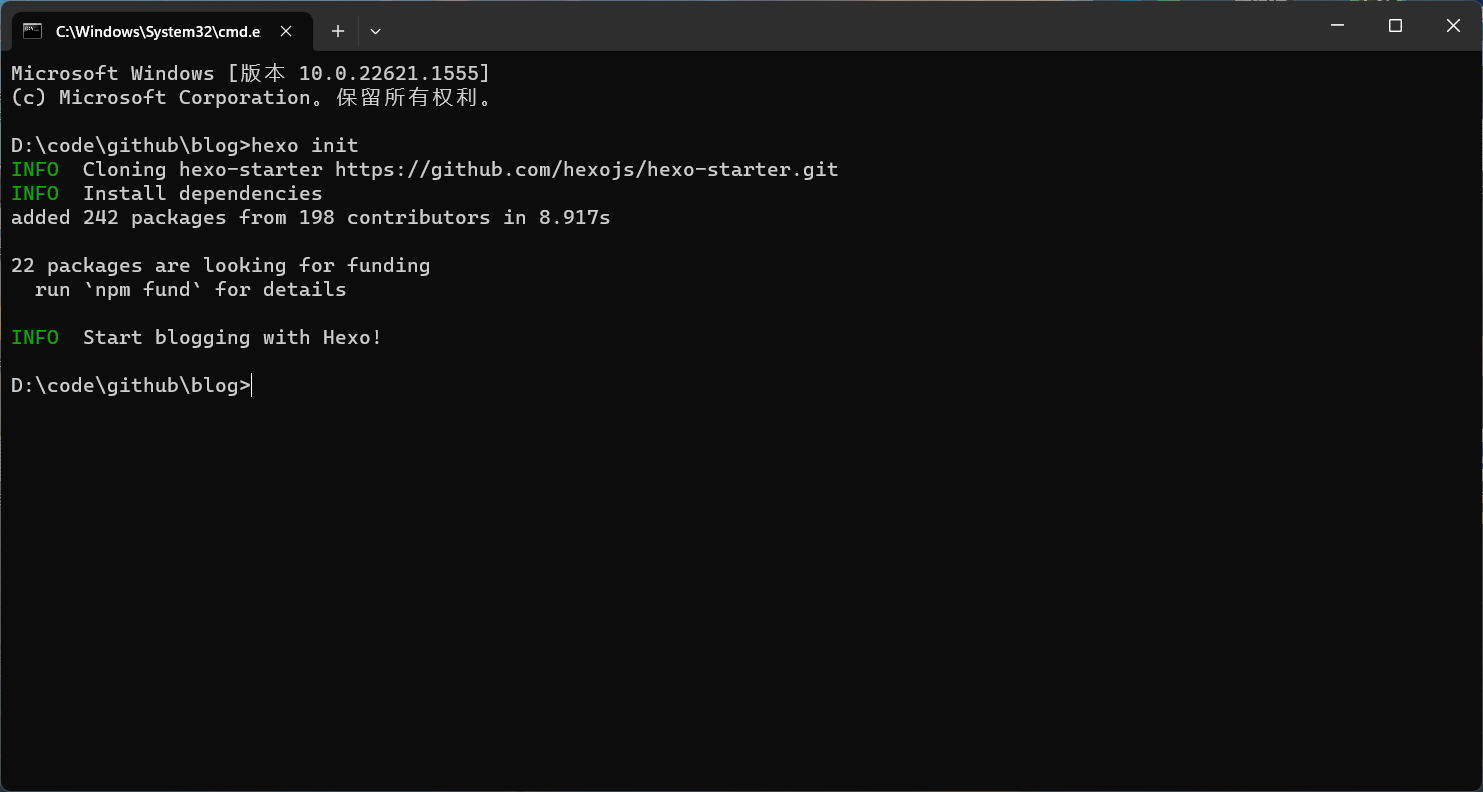 C:\Windows\System32\cmd.e
Microsoft Windows [版本 10.0.22621.1555]
(c) Microsoft Corporation。保留所有权利。
D:\code\github\blog>hexo init
INFO  Cloning hexo-starter https://github.com/hexojs/hexo-starter.git
INFO  Install dependencies
added 242 packages from 198 contributors in 8.917s
22 packages are looking for funding
  run `npm fund` for details
INFO  Start blogging with Hexo!
D:\code\github\blog>